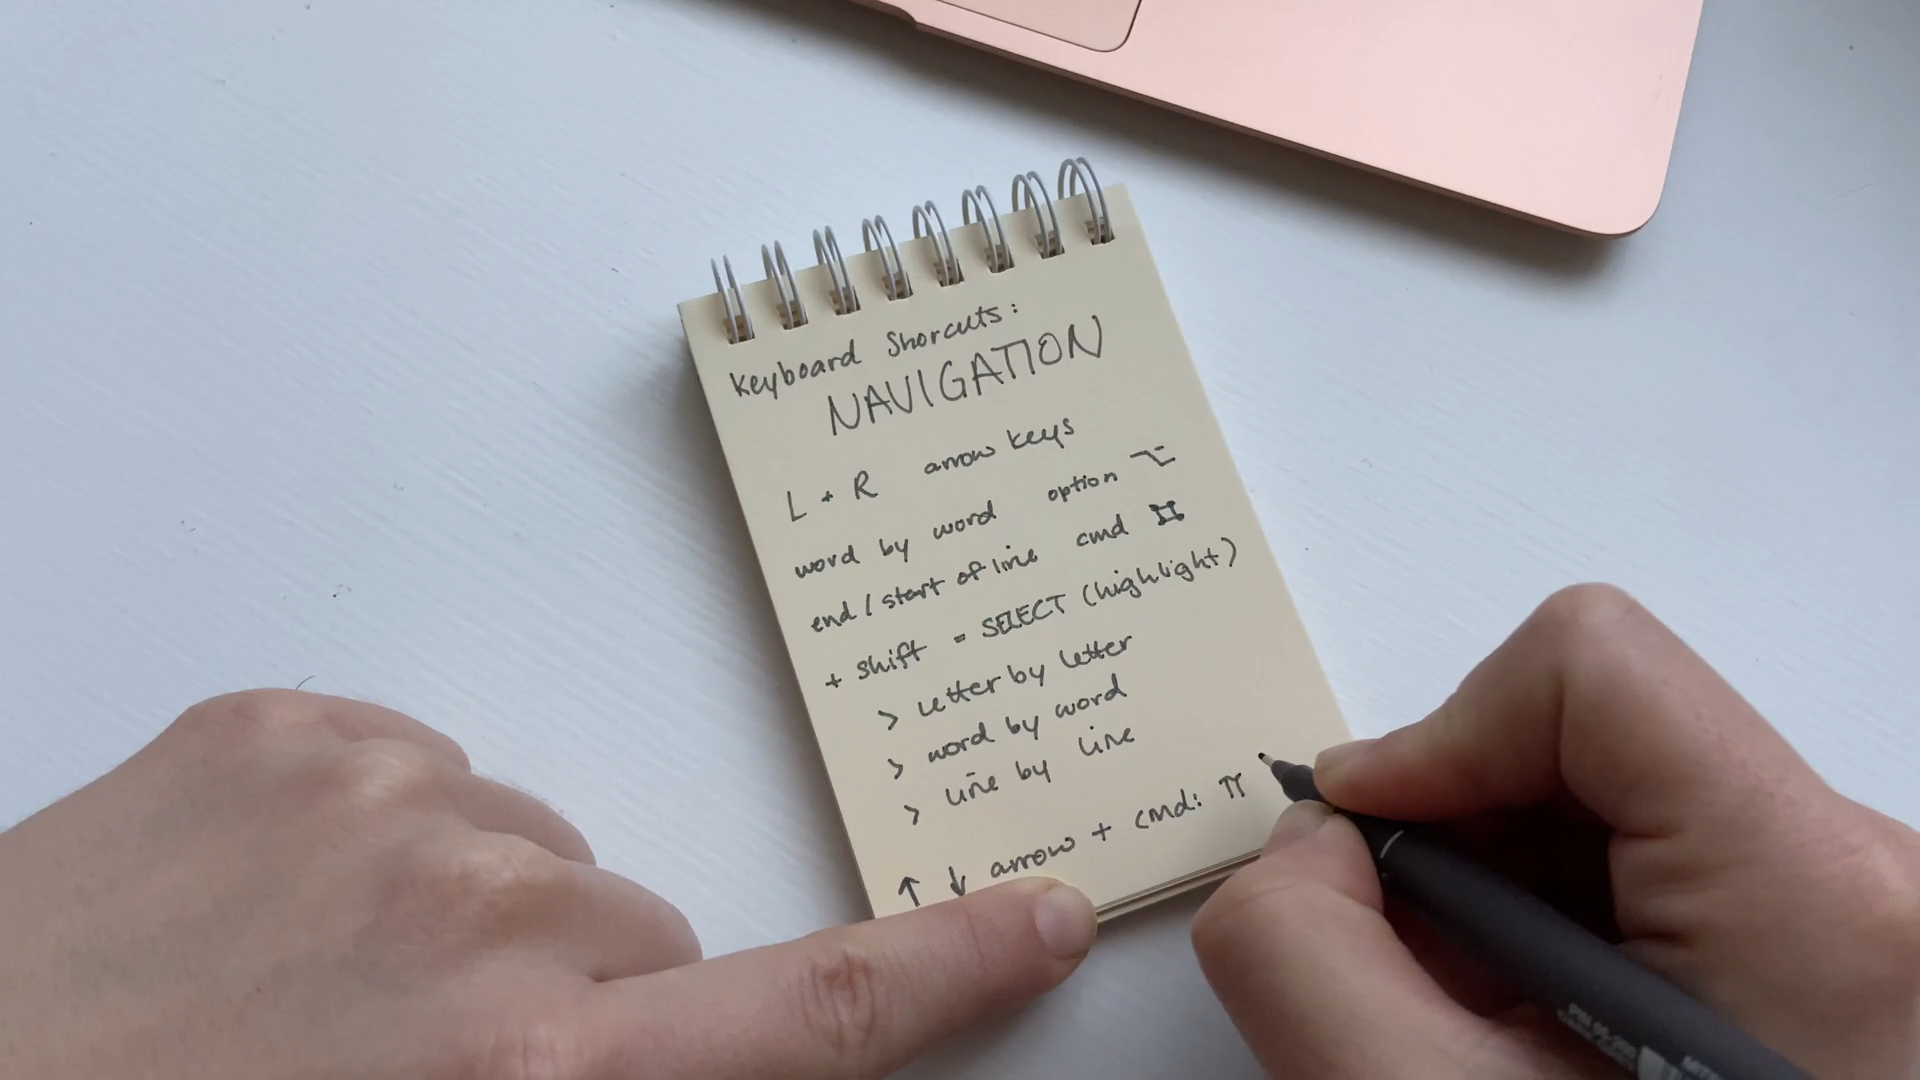 Keyboard Shorcuts:
NAVIGATION
L + R arrow keys
word by word option ⌥
end / start of line cmd ⌘
+ shift = SELECT (highlight)
> letter by letter
> word by word
> line by line
↑ ↓ arrow + cmd: